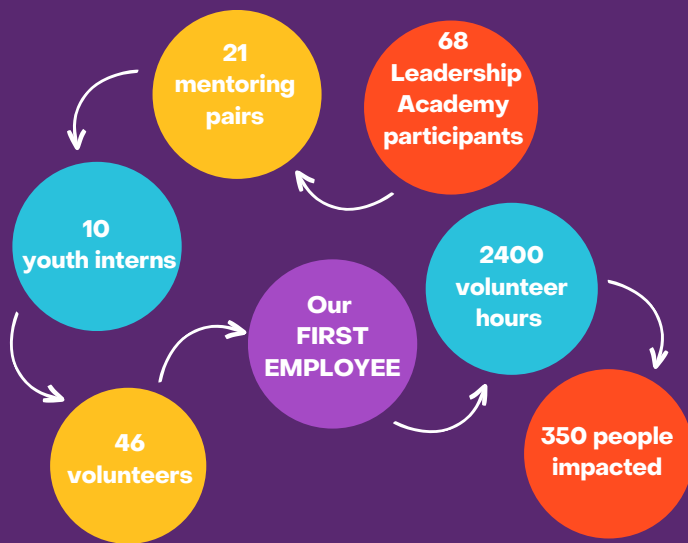 68
Leadership
Academy
participants
21
mentoring
pairs
10
youth interns
46
volunteers
Our
FIRST
EMPLOYEE
2400
volunteer
hours
350 people
impacted